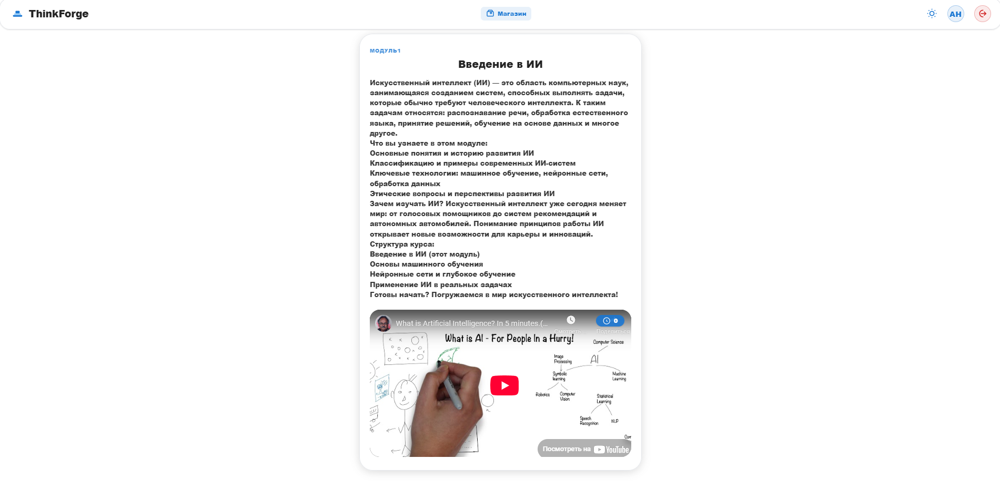 ThinkForge
Магазин
АН
МОДУЛЬ1
Введение в ИИ
Искусственный интеллект (ИИ) — это область компьютерных наук,
занимающаяся созданием систем, способных выполнять задачи,
которые обычно требуют человеческого интеллекта. К таким
задачам относятся: распознавание речи, обработка естественного
языка, принятие решений, обучение на основе данных и многое
другое.
Что вы узнаете в этом модуле:
Основные понятия и историю развития ИИ
Классификацию и примеры современных ИИ-систем
Ключевые технологии: машинное обучение, нейронные сети,
обработка данных
Этические вопросы и перспективы развития ИИ
Зачем изучать ИИ? Искусственный интеллект уже сегодня меняет
мир: от голосовых помощников до систем рекомендаций и
автономных автомобилей. Понимание принципов работы ИИ
открывает новые возможности для карьеры и инноваций.
Структура курса:
Введение в ИИ (этот модуль)
Основы машинного обучения
Нейронные сети и глубокое обучение
Применение ИИ в реальных задачах
Готовы начать? Погружаемся в мир искусственного интеллекта!
What is Artificial Intelligence? In 5 minutes.(...
0
Смотреть...
Поделиться
What is AI - For People In a Hurry!
Computer Science
AI
Image
Processing
Symbolic
learning
Machine
Learning
Robotics
Computer
Vision
Statistical
Learning
Speech
Recognition
NLP
Com
Посмотреть на YouTube